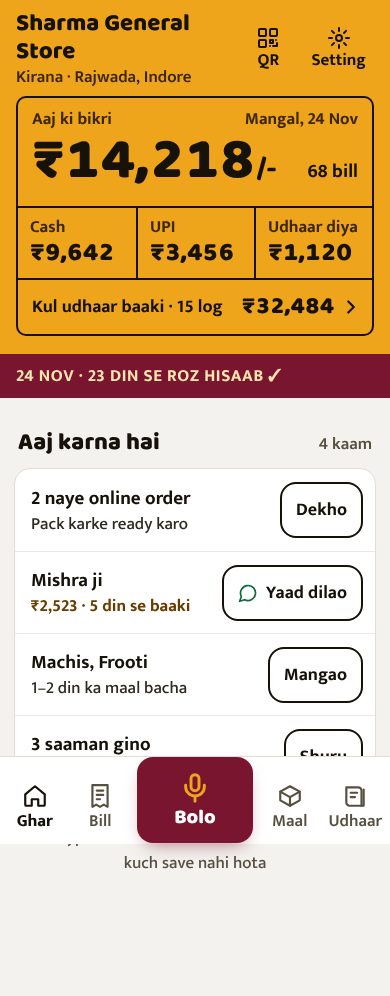 Sharma General
Store
Kirana · Rajwada, Indore
QR
Setting
Aaj ki bikri
Mangal, 24 Nov
₹14,218/-
68 bill
Cash
UPI
Udhaar diya
₹9,642
₹3,456
₹1,120
Kul udhaar baaki · 15 log
₹32,484
24 NOV · 23 DIN SE ROZ HISAAB ✓
Aaj karna hai
4 kaam
2 naye online order
Pack karke ready karo
Dekho
Mishra ji
₹2,523 · 5 din se baaki
Yaad dilao
Machis, Frooti
1–2 din ka maal bacha
Mangao
3 saaman gino
Shuru
Ghar
Bill
Bolo
Maal
Udhaar
kuch save nahi hota